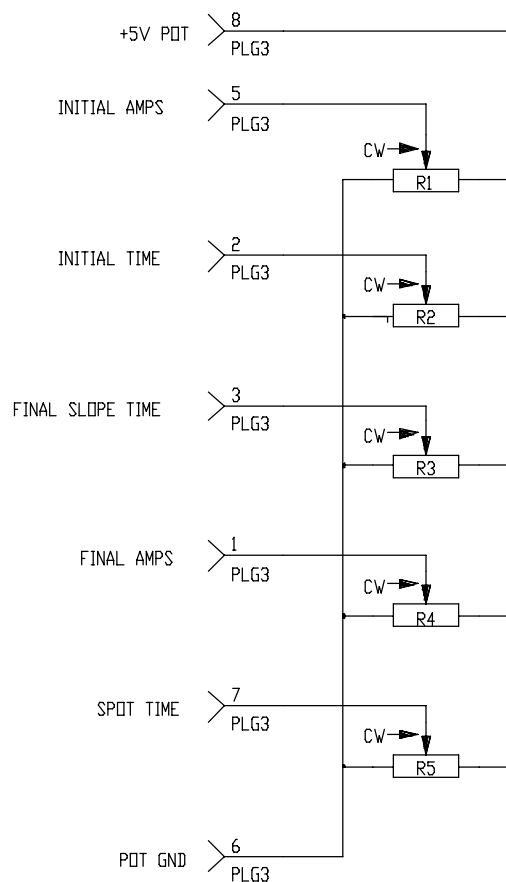 +5V POT
8
PLG3
INITIAL AMPS
5
PLG3
CW
R1
INITIAL TIME
2
PLG3
CW
R2
FINAL SLOPE TIME
3
PLG3
CW
R3
FINAL AMPS
1
PLG3
CW
R4
SPOT TIME
7
PLG3
CW
R5
POT GND
6
PLG3